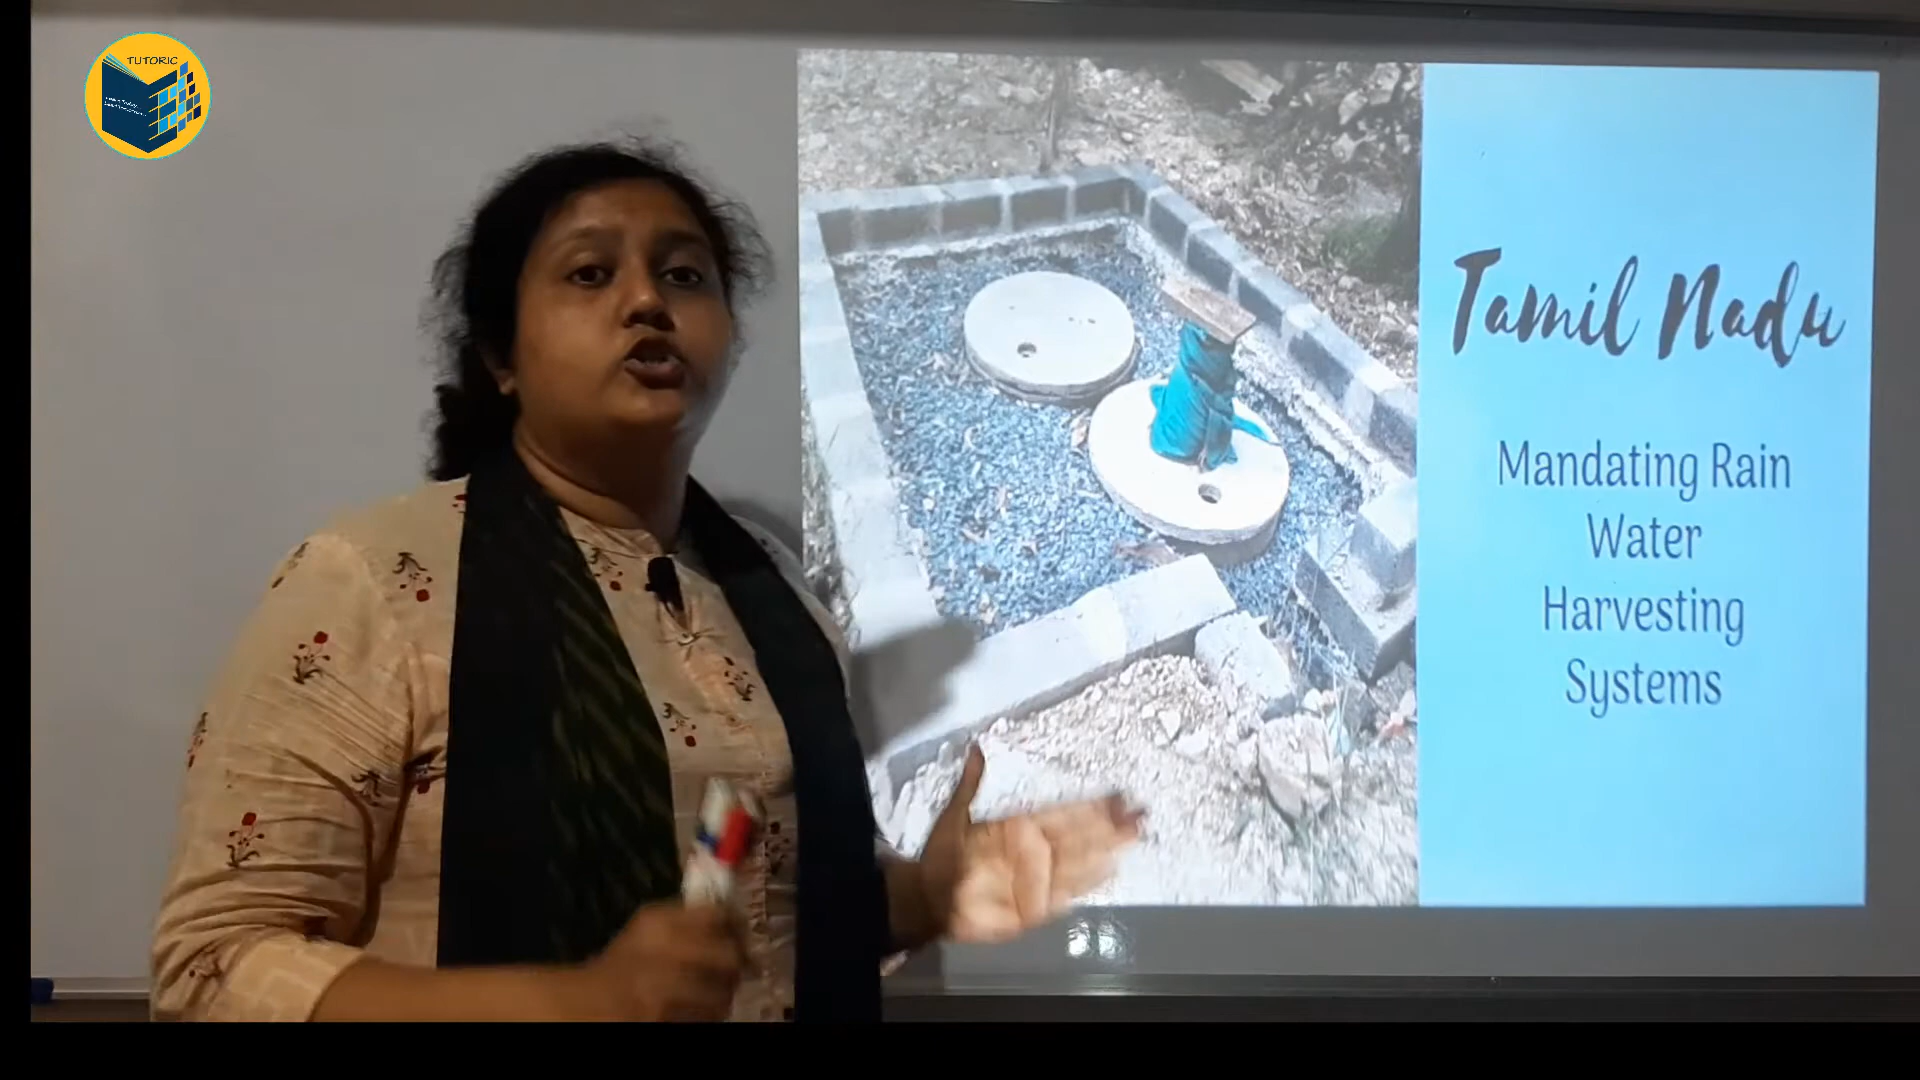 TUTORIC
Tamil Nadu
Mandating Rain
Water
Harvesting
Systems